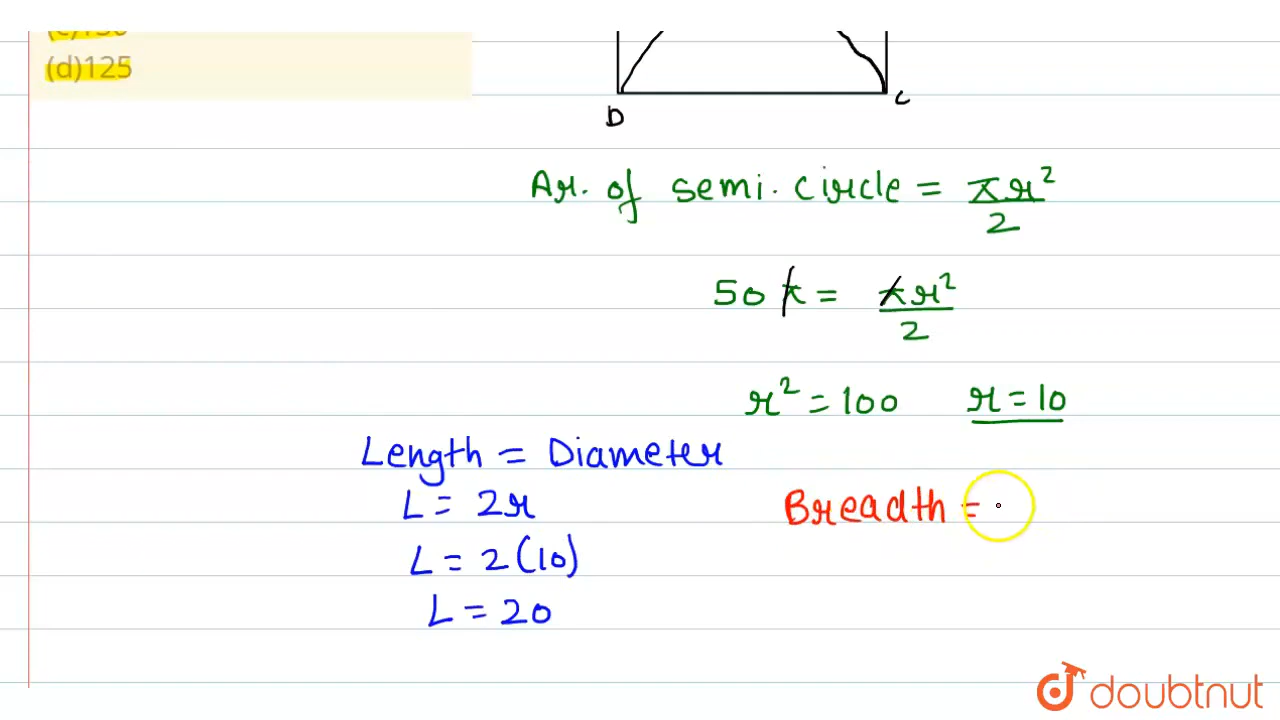 (d)125
D
C
Ar. of semi. circle = πr²/2
50 π = πr²/2
r² = 100 r = 10
Length = Diameter
L = 2r
Breadth =
L = 2 (10)
L = 20
doubtnut